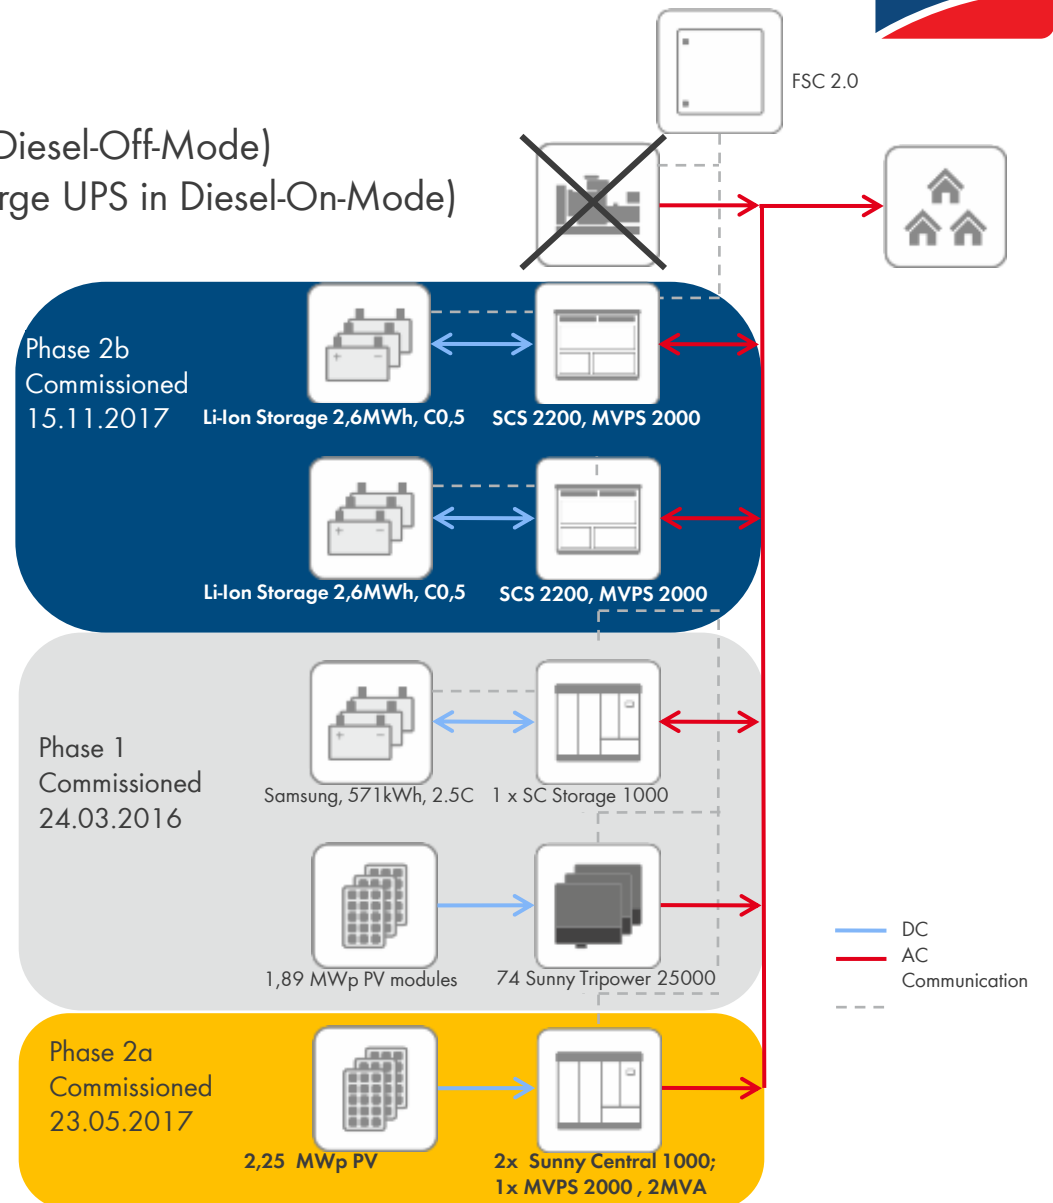 FSC 2.0
Diesel-Off-Mode)
rge UPS in Diesel-On-Mode)
Phase 2b
Commissioned
15.11.2017
Li-Ion Storage 2,6MWh, C0,5
SCS 2200, MVPS 2000
Li-Ion Storage 2,6MWh, C0,5
SCS 2200, MVPS 2000
Phase 1
Commissioned
24.03.2016
Samsung, 571kWh, 2.5C
1 x SC Storage 1000
1,89 MWp PV modules
74 Sunny Tripower 25000
DC
AC
Communication
Phase 2a
Commissioned
23.05.2017
2,25 MWp PV
2x Sunny Central 1000;
1x MVPS 2000 , 2MVA